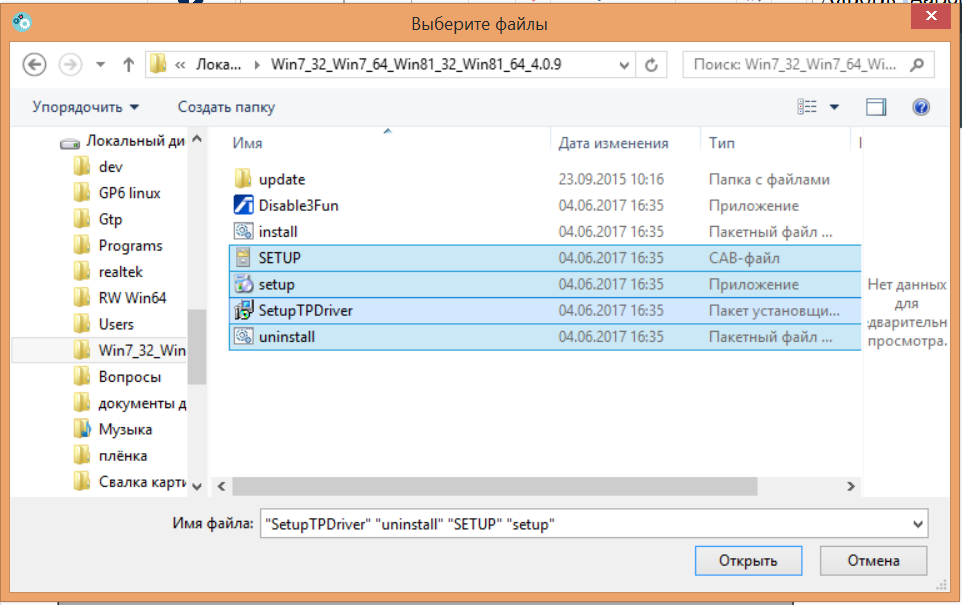 Выберите файлы
« Лока... Win7_32_Win7_64_Win81_32_Win81_64_4.0.9
Поиск: Win7_32_Win7_64_Wi...
Упорядочить
Создать папку
Локальный ди
dev
GP6 linux
Gtp
Programs
realtek
RW Win64
Users
Win7_32_Win
Вопросы
документы д
Музыка
плёнка
Свалка карти
Имя Дата изменения Тип
update 23.09.2015 10:16 Папка с файлами
Disable3Fun 04.06.2017 16:35 Приложение
install 04.06.2017 16:35 Пакетный файл ...
SETUP 04.06.2017 16:35 CAB-файл
setup 04.06.2017 16:35 Приложение
SetupTPDriver 04.06.2017 16:35 Пакет установщи...
uninstall 04.06.2017 16:35 Пакетный файл ...
Нет данных
для
дварительн
просмотра.
Имя файла: "SetupTPDriver" "uninstall" "SETUP" "setup"
Открыть
Отмена